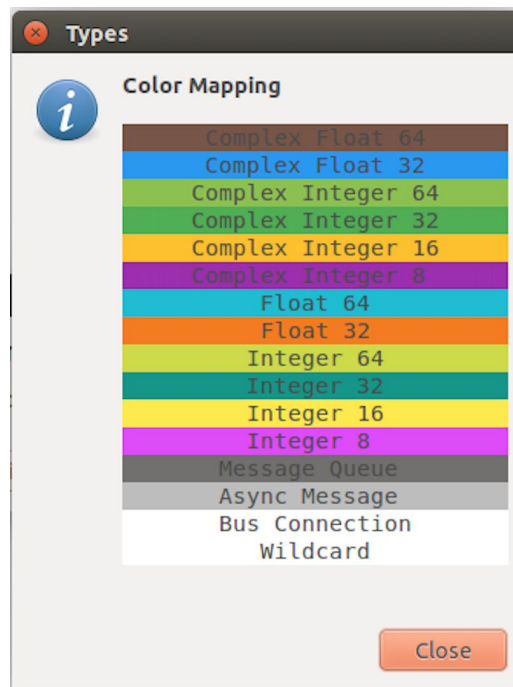 Types
Color Mapping
Complex Float 64
Complex Float 32
Complex Integer 64
Complex Integer 32
Complex Integer 16
Complex Integer 8
Float 64
Float 32
Integer 64
Integer 32
Integer 16
Integer 8
Message Queue
Async Message
Bus Connection
Wildcard
Close